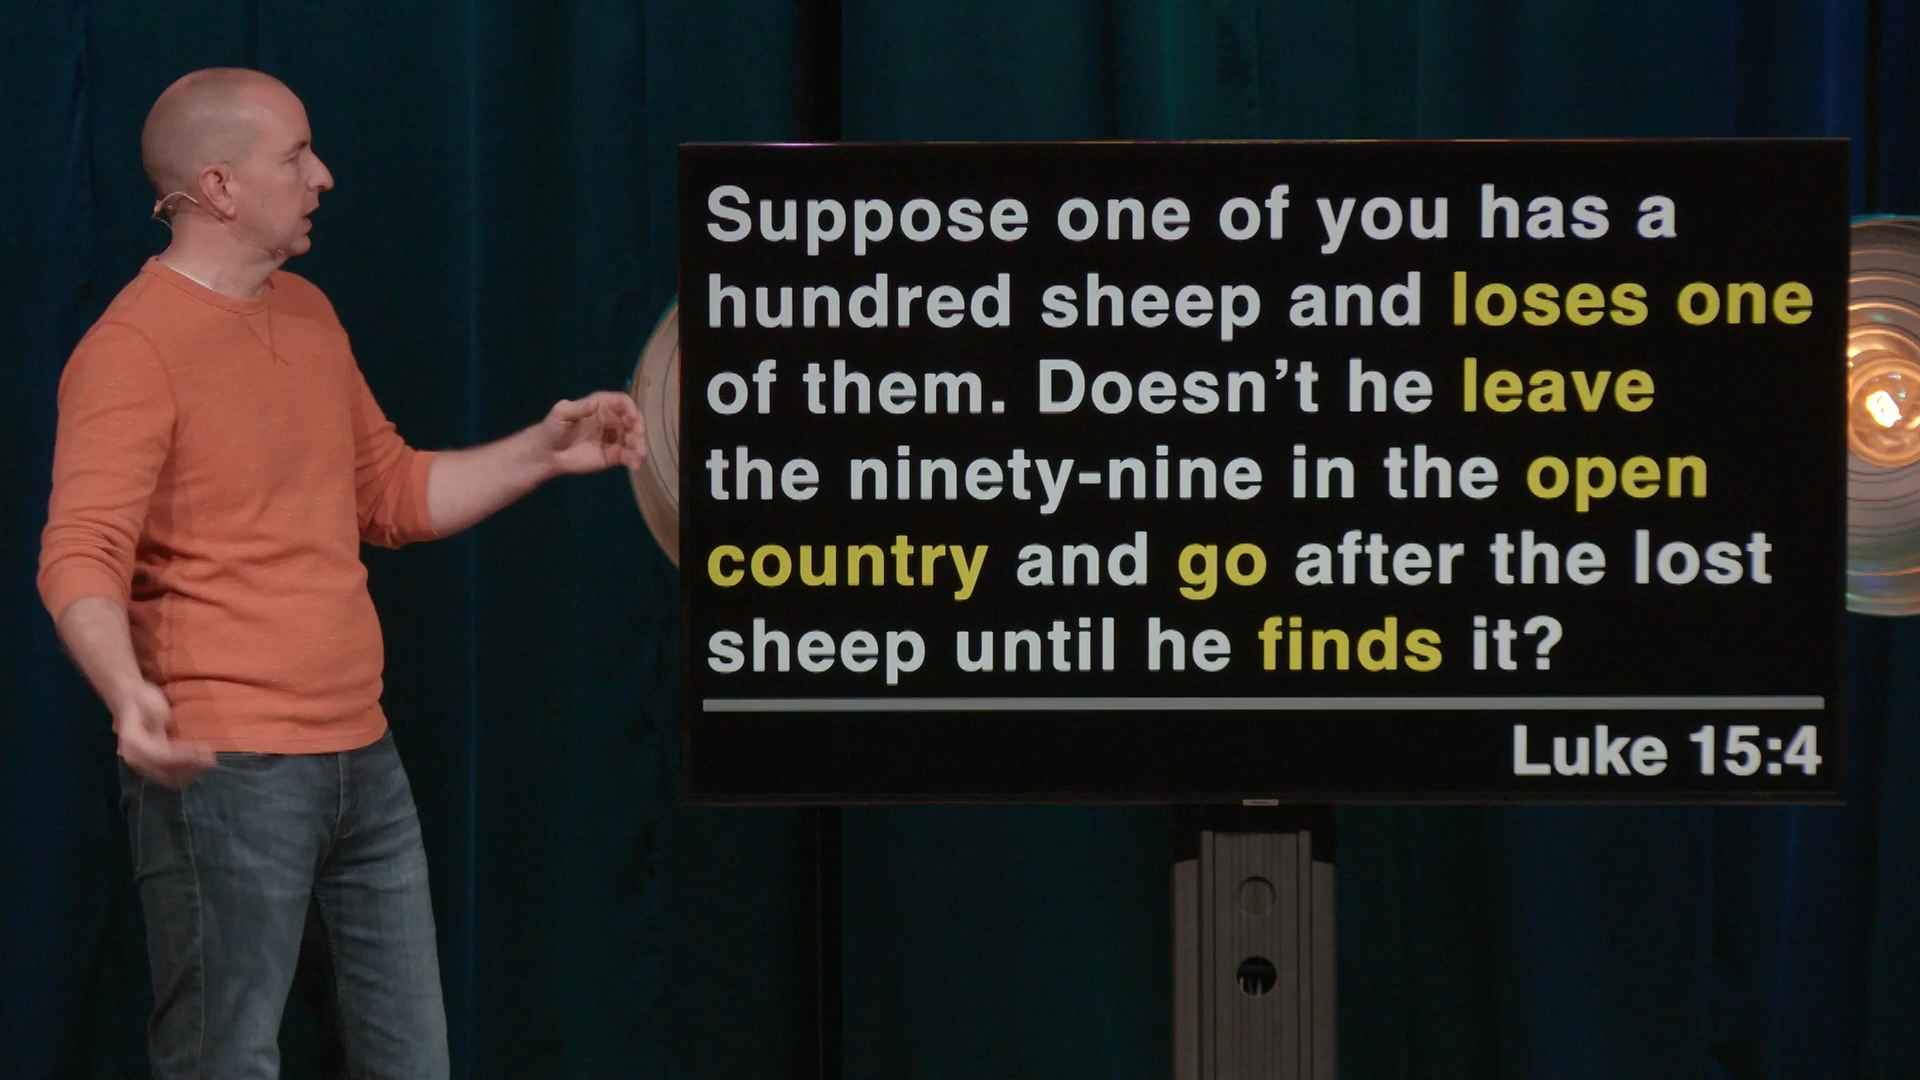 Suppose one of you has a
hundred sheep and loses one
of them. Doesn’t he leave
the ninety-nine in the open
country and go after the lost
sheep until he finds it?
Luke 15:4